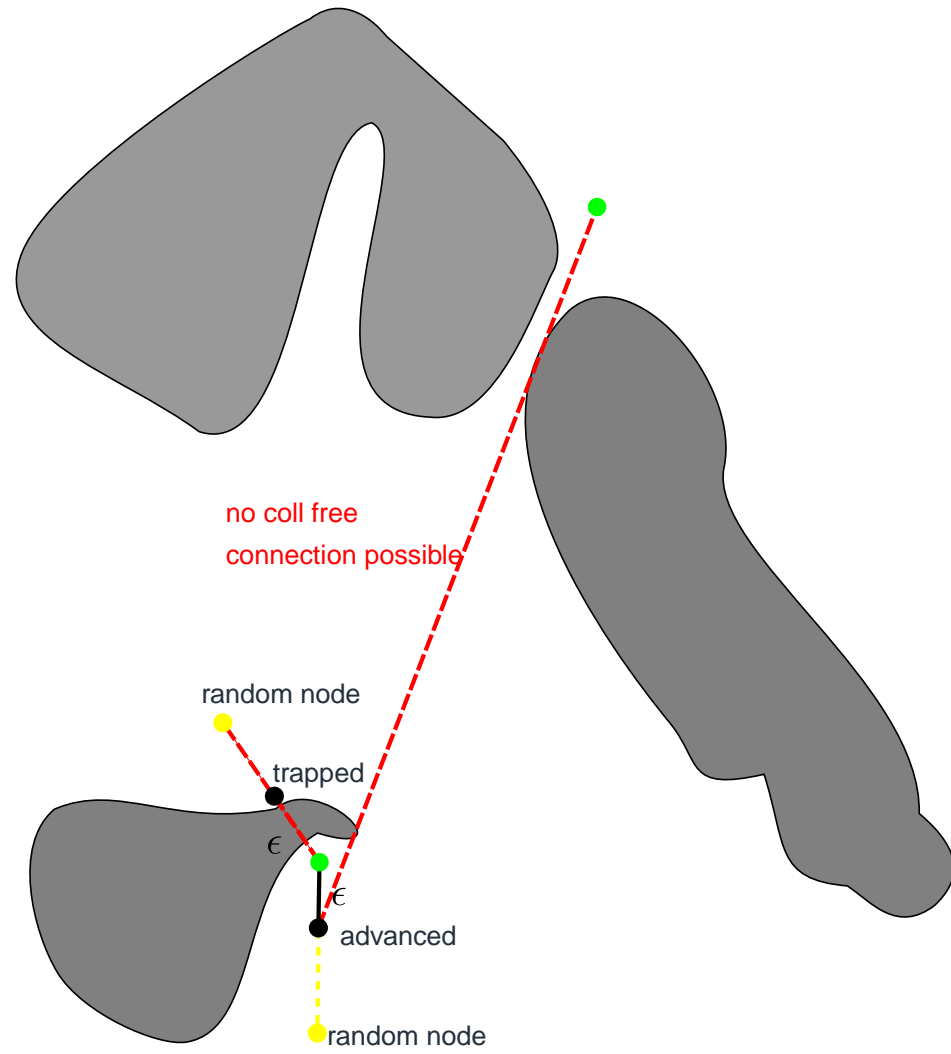 no coll free
connection possible
random node
trapped
ϵ
ϵ
advanced
random node